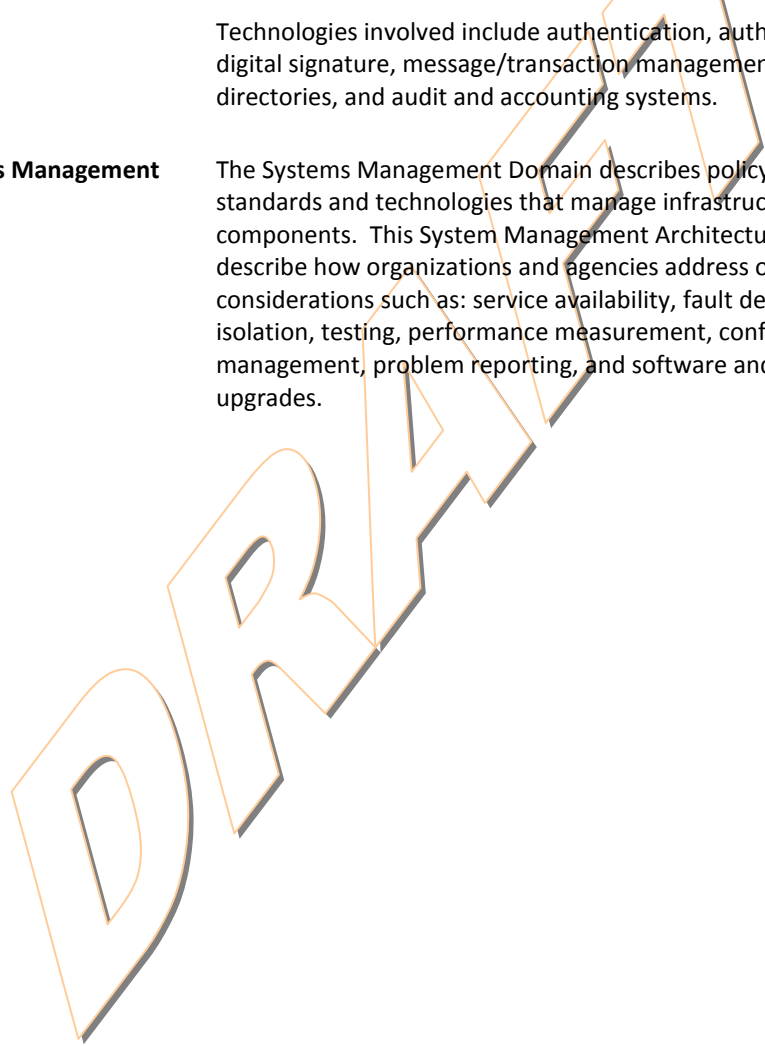 Technologies involved include authentication, auth
digital signature, message/transaction managemen
directories, and audit and accounting systems.
s Management The Systems Management Domain describes policy
standards and technologies that manage infrastruc
components. This System Management Architectu
describe how organizations and agencies address o
considerations such as: service availability, fault de
isolation, testing, performance measurement, conf
management, problem reporting, and software and
upgrades.
DRAFT